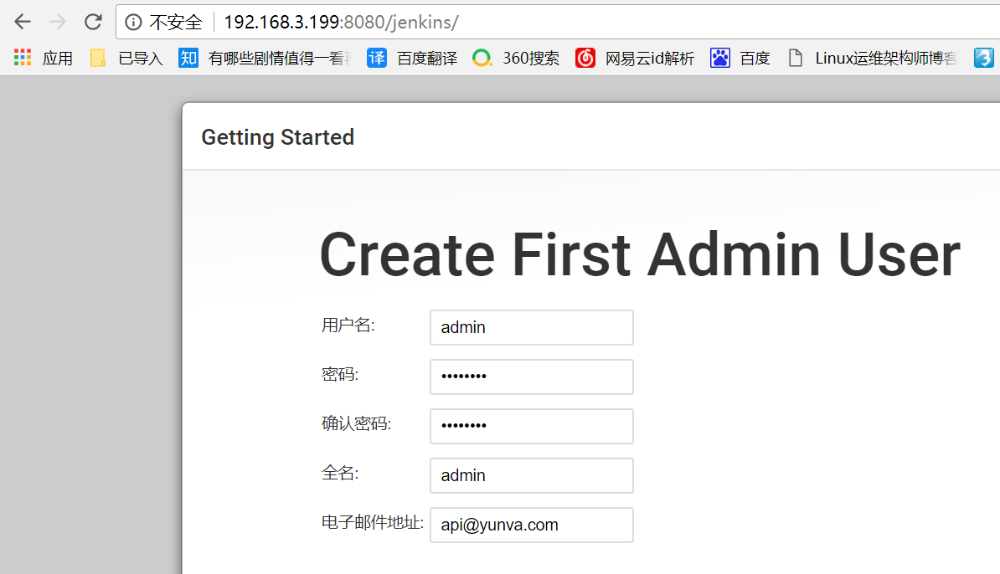 不安全 192.168.3.199:8080/jenkins/
应用 已导入 知 有哪些剧情值得一看 译 百度翻译 360搜索 网易云id解析 百度 Linux运维架构师博客
Getting Started
Create First Admin User
用户名: admin
密码: ••••••••
确认密码: ••••••••
全名: admin
电子邮件地址: api@yunva.com